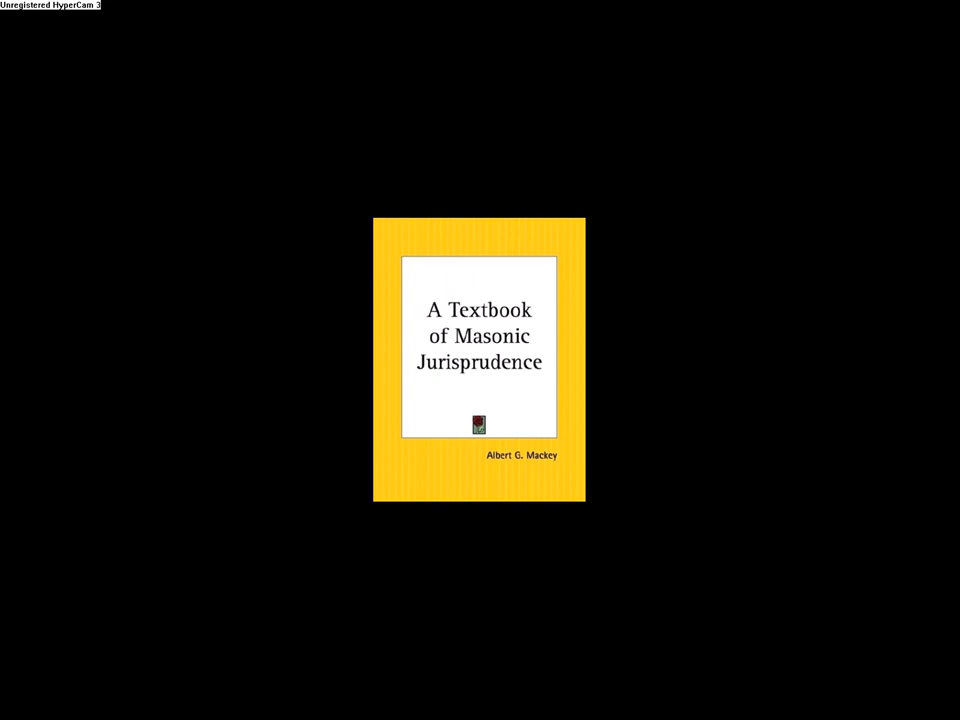 Unregistered HyperCam 3
A Textbook
of Masonic
Jurisprudence
Albert G. Mackey